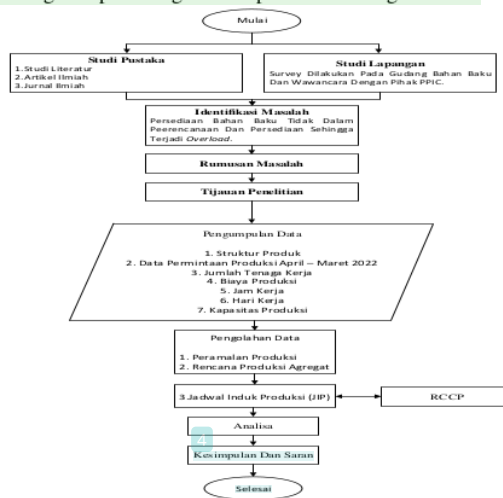 Mulai
Studi Pustaka
1.Studi Literatur
2.Artikel Ilmiah
3.Jurnal Ilmiah
Studi Lapangan
Survey Dilakukan Pada Gudang Bahan Baku
Dan Wawancara Dengan Pihak PPIC.
Identifikasi Masalah
Persediaan Bahan Baku Tidak Dalam
Peerencanaan Dan Persediaan Sehingga
Terjadi Overload.
Rumusan Masalah
Tijauan Penelitian
Pengumpulan Data
1. Struktur Produk
2. Data Permintaan Produksi April – Maret 2022
3. Jumlah Tenaga Kerja
4. Biaya Produksi
5. Jam Kerja
6. Hari Kerja
7. Kapasitas Produksi
Pengolahan Data
1. Peramalan Produksi
2. Rencana Produksi Agregat
3.Jadwal Induk Produksi (JIP)
RCCP
Analisa
4
Kesimpulan Dan Saran
Selesai